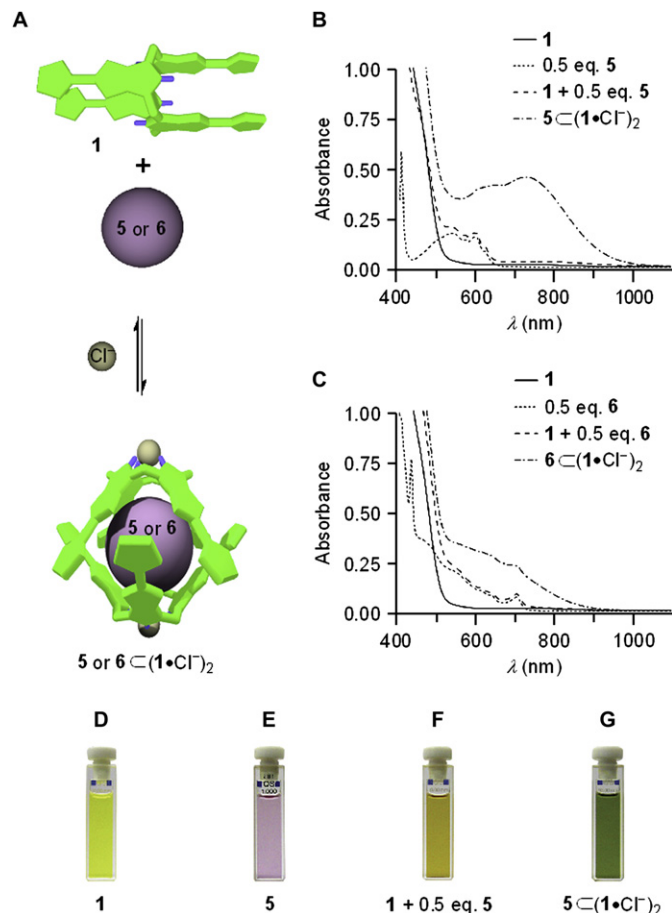 A
1
+
5 or 6
Cl⁻
5 or 6
5 or 6 ⊂(1•Cl⁻)₂
B
1
0.5 eq. 5
1 + 0.5 eq. 5
5 ⊂(1•Cl⁻)₂
Absorbance
1.00
0.75
0.50
0.25
0.00
400 600 800 1000
λ (nm)
C
1
0.5 eq. 6
1 + 0.5 eq. 6
6 ⊂(1•Cl⁻)₂
Absorbance
1.00
0.75
0.50
0.25
0.00
400 600 800 1000
λ (nm)
D E F G
1 5 1 + 0.5 eq. 5 5⊂(1•Cl⁻)₂